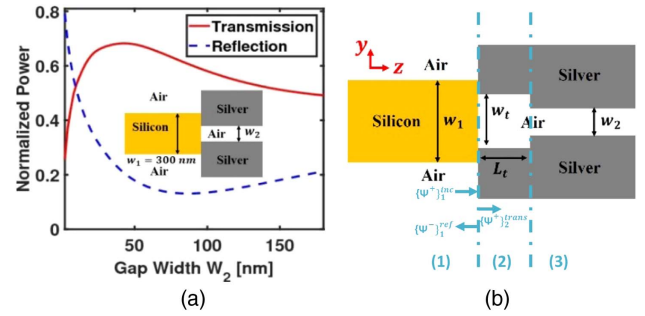 0.8
0.6
0.4
0.2
0
Normalized Power
Transmission
Reflection
Air
Silicon
Silver
Air
w₂
w₁ = 300 nm
Silver
Air
50
100
150
Gap Width W₂ [nm]
(a)
y
z
Air
Silver
Silicon
w₁
wₜ
Air
w₂
Lₜ
Silver
Air
{Ψ⁺}₁ⁱⁿᶜ
{Ψ⁺}₂ᵗʳᵃⁿˢ
{Ψ⁻}₁ʳᵉᶠ
(1)
(2)
(3)
(b)